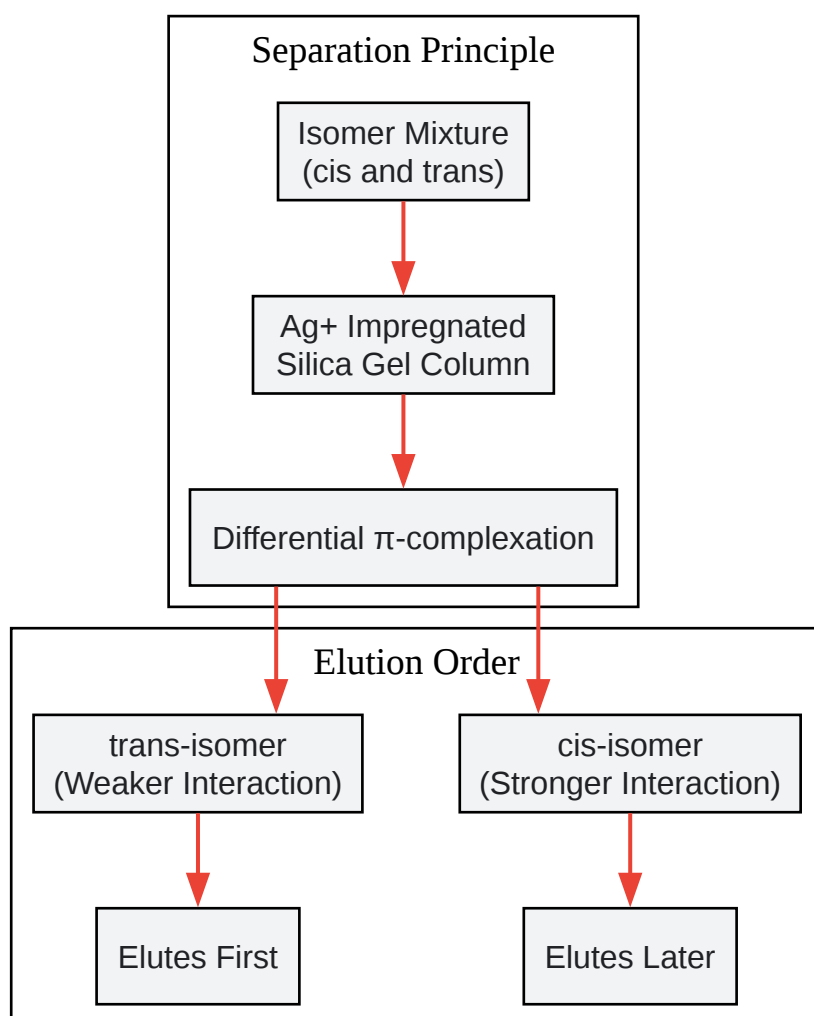 Separation Principle
Isomer Mixture
(cis and trans)
Ag+ Impregnated
Silica Gel Column
Differential π-complexation
Elution Order
trans-isomer
(Weaker Interaction)
cis-isomer
(Stronger Interaction)
Elutes First
Elutes Later